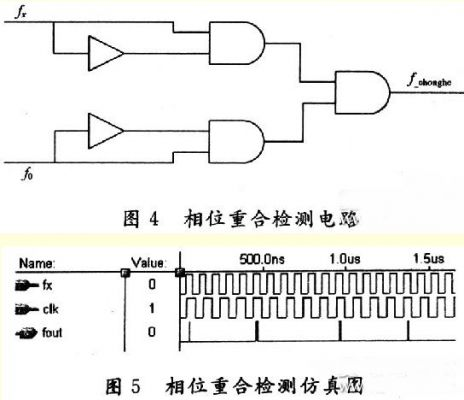 fx
f_chonghe
f0
图 4 相位重合检测电路
Name: Value: 500.0ns 1.0us 1.5us
fx 0
clk 1
fout 0
图 5 相位重合检测仿真图